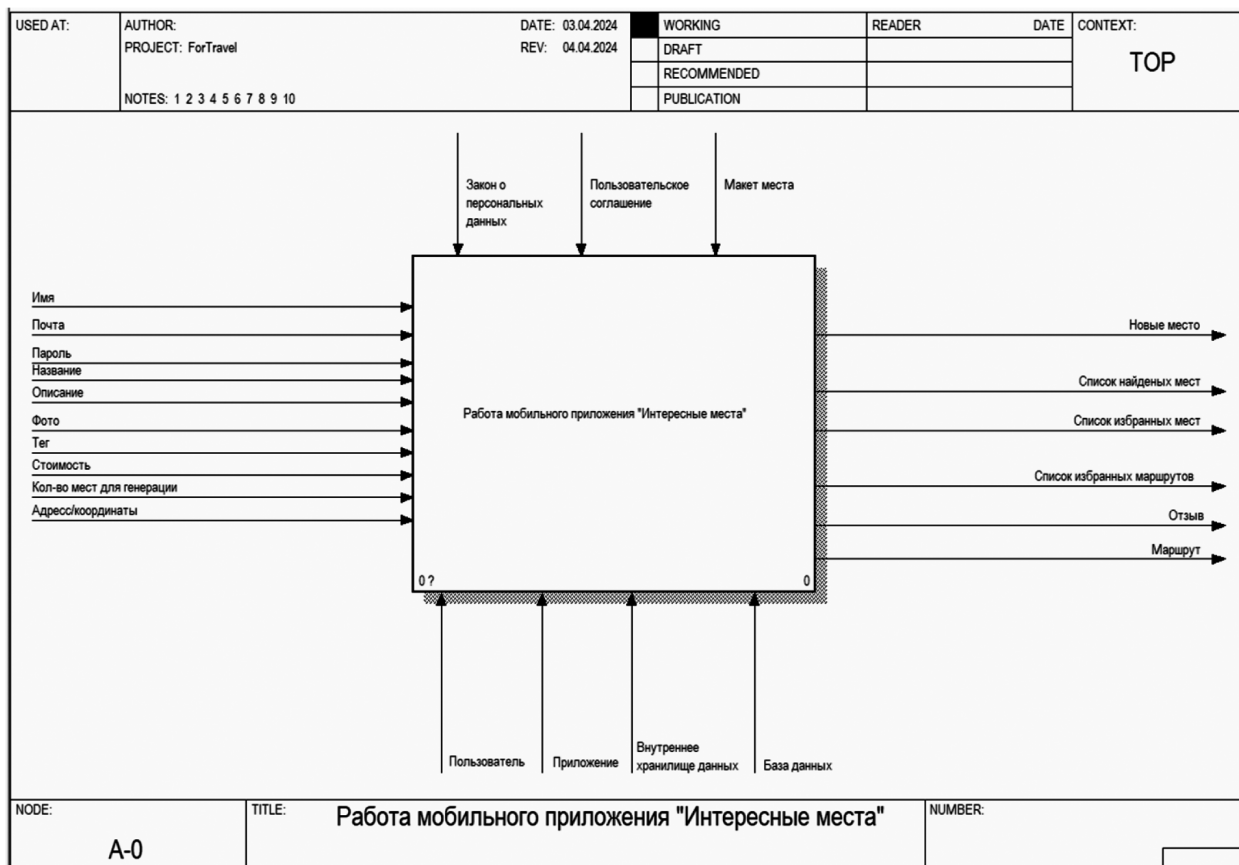 USED AT:
AUTHOR:
DATE: 03.04.2024
WORKING
READER
DATE
CONTEXT:
PROJECT: ForTravel
REV: 04.04.2024
DRAFT
TOP
RECOMMENDED
NOTES: 1 2 3 4 5 6 7 8 9 10
PUBLICATION
Закон о
персональных
данных
Пользовательское
соглашение
Макет места
Имя
Почта
Пароль
Название
Описание
Фото
Тег
Стоимость
Кол-во мест для генерации
Адресс/координаты
Работа мобильного приложения "Интересные места"
0 ?
0
Новые место
Список найденых мест
Список избранных мест
Список избранных маршрутов
Отзыв
Маршрут
Пользователь
Приложение
Внутреннее
хранилище данных
База данных
NODE:
A-0
TITLE:
Работа мобильного приложения "Интересные места"
NUMBER: